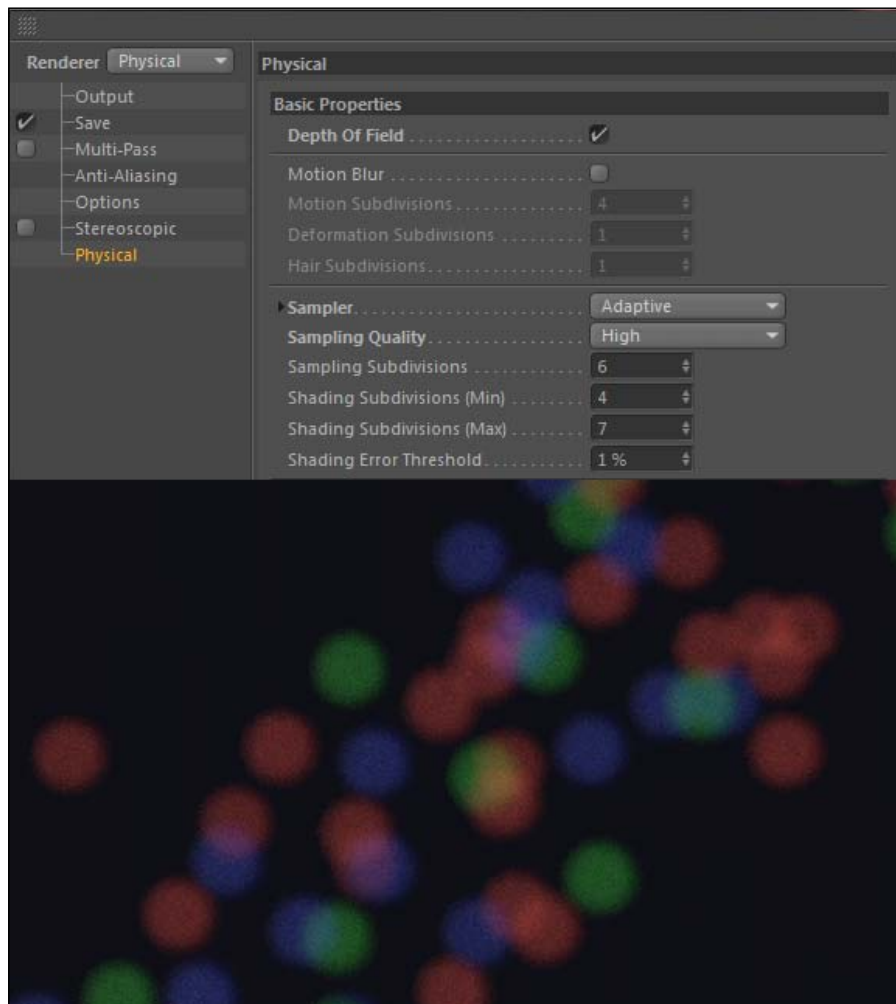 Renderer Physical
Output
Save
Multi-Pass
Anti-Aliasing
Options
Stereoscopic
Physical
Physical
Basic Properties
Depth Of Field
Motion Blur
Motion Subdivisions 4
Deformation Subdivisions 1
Hair Subdivisions 1
Sampler Adaptive
Sampling Quality High
Sampling Subdivisions 6
Shading Subdivisions (Min) 4
Shading Subdivisions (Max) 7
Shading Error Threshold 1 %